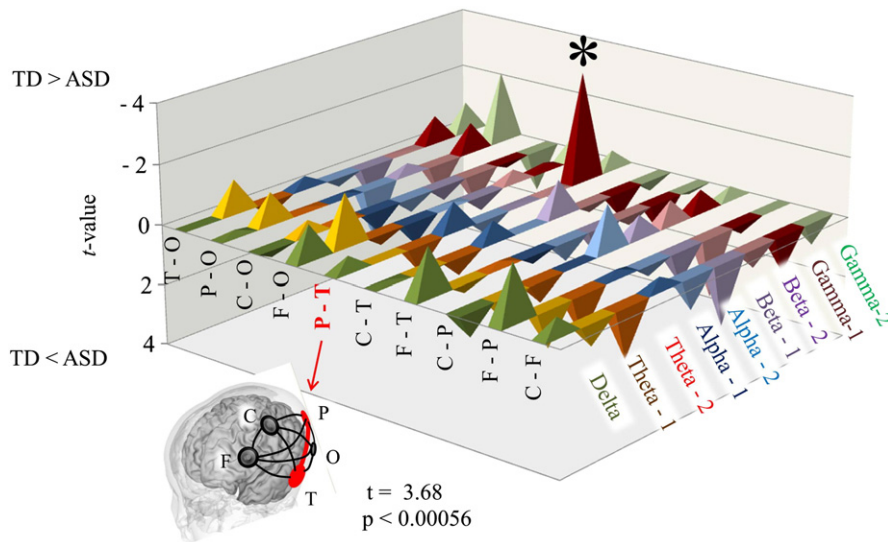 TD > ASD
- 4
- 2
0
2
4
t-value
TD < ASD
*
T - O
P - O
C - O
F - O
P - T
C - T
F - T
C - P
F - P
C - F
Delta
Theta - 1
Theta - 2
Alpha - 1
Alpha - 2
Beta - 1
Beta - 2
Gamma-1
Gamma-2
C
P
F
O
T
t = 3.68
p < 0.00056